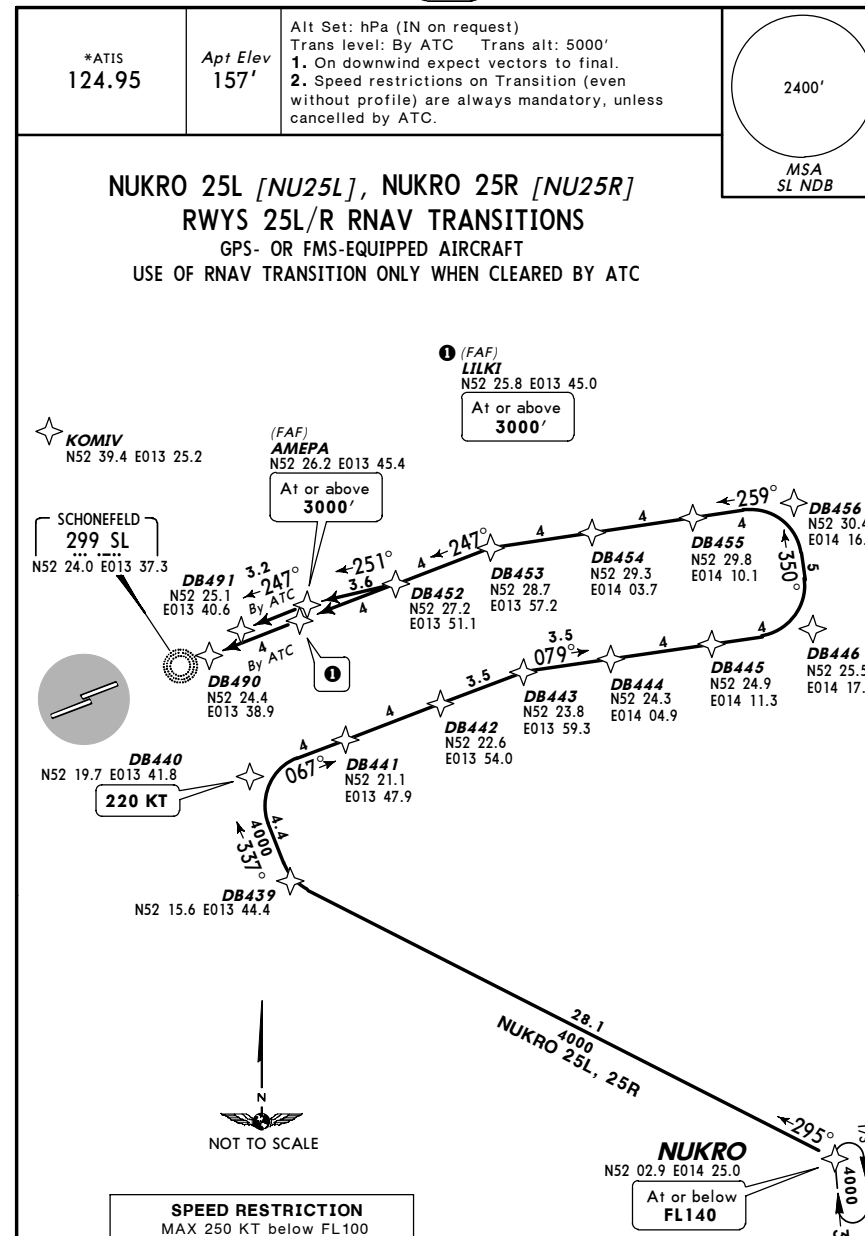 *ATIS
124.95
Apt Elev
157'
Alt Set: hPa (IN on request)
Trans level: By ATC Trans alt: 5000'
1. On downwind expect vectors to final.
2. Speed restrictions on Transition (even
without profile) are always mandatory, unless
cancelled by ATC.
2400'
MSA
SL NDB
NUKRO 25L [NU25L], NUKRO 25R [NU25R]
RWYS 25L/R RNAV TRANSITIONS
GPS- OR FMS-EQUIPPED AIRCRAFT
USE OF RNAV TRANSITION ONLY WHEN CLEARED BY ATC
❶ (FAF)
LILKI
N52 25.8 E013 45.0
At or above
3000'
KOMIV
N52 39.4 E013 25.2
(FAF)
AMEPA
N52 26.2 E013 45.4
At or above
3000'
SCHONEFELD
299 SL
N52 24.0 E013 37.3
DB491
N52 25.1
E013 40.6
3.2
247°
By ATC
251°
3.6
4
4
247°
4
4
259°
4
DB456
N52 30.4
E014 16.
DB455
N52 29.8
E014 10.1
DB454
N52 29.3
E014 03.7
DB453
N52 28.7
E013 57.2
DB452
N52 27.2
E013 51.1
350°
5
4
By ATC
❶
DB490
N52 24.4
E013 38.9
DB446
N52 25.5
E014 17.
4
DB445
N52 24.9
E014 11.3
4
3.5
079°
DB444
N52 24.3
E014 04.9
DB443
N52 23.8
E013 59.3
3.5
DB442
N52 22.6
E013 54.0
4
DB441
N52 21.1
E013 47.9
4
067°
DB440
N52 19.7 E013 41.8
220 KT
4.4
4000
337°
DB439
N52 15.6 E013 44.4
28.1
4000
NUKRO 25L, 25R
N
NOT TO SCALE
295°
NUKRO
N52 02.9 E014 25.0
At or below
FL140
4000
SPEED RESTRICTION
MAX 250 KT below FL100